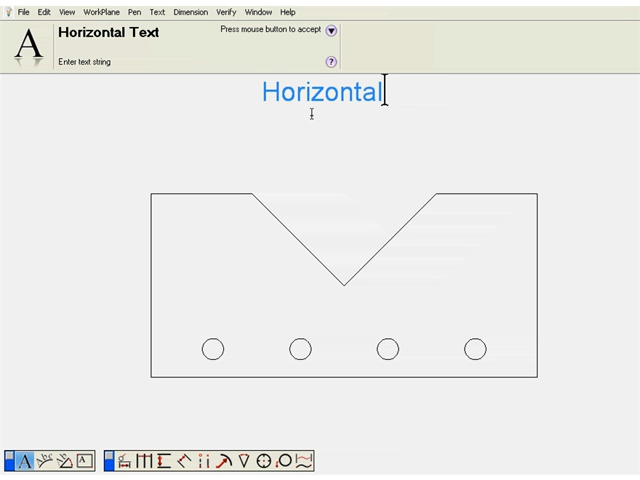 File Edit View WorkPlane Pen Text Dimension Verify Window Help
Horizontal Text
Press mouse button to accept
Enter text string
?
A
Horizontal
A
A